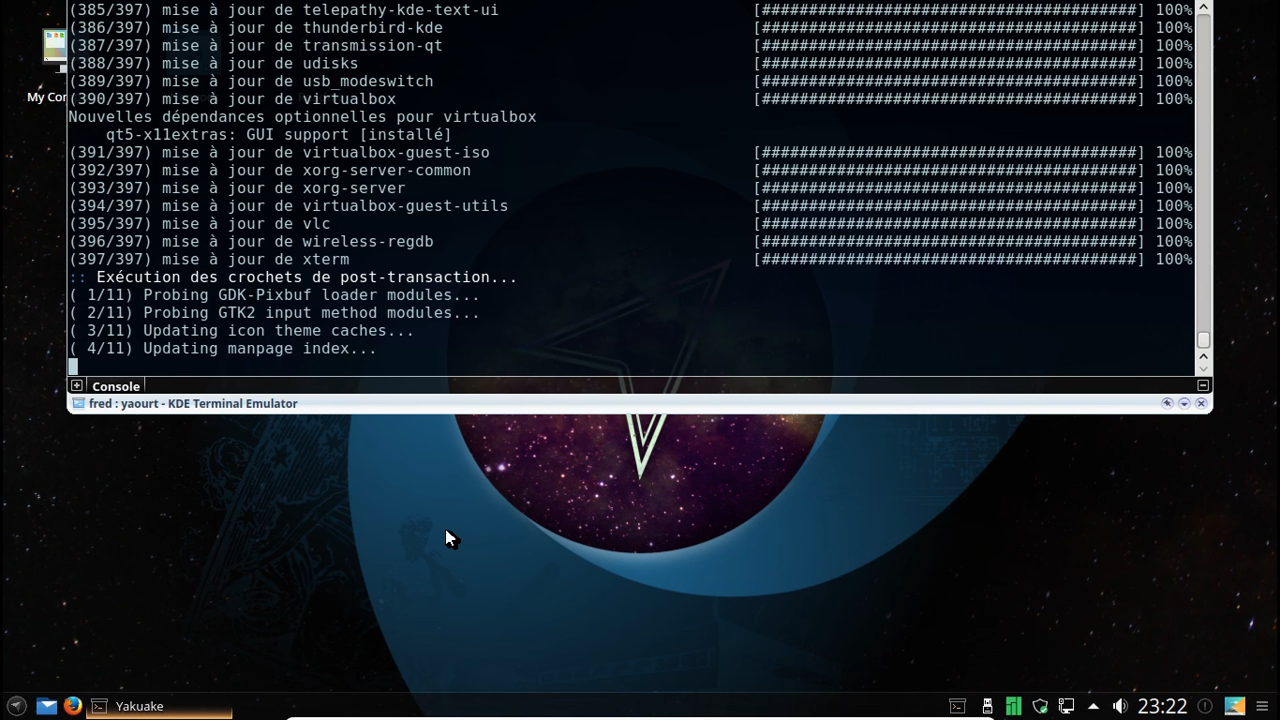 (385/397) mise à jour de telepathy-kde-text-ui [########################################] 100%
(386/397) mise à jour de thunderbird-kde [########################################] 100%
(387/397) mise à jour de transmission-qt [########################################] 100%
(388/397) mise à jour de udisks [########################################] 100%
(389/397) mise à jour de usb_modeswitch [########################################] 100%
(390/397) mise à jour de virtualbox [########################################] 100%
Nouvelles dépendances optionnelles pour virtualbox
qt5-x11extras: GUI support [installé]
(391/397) mise à jour de virtualbox-guest-iso [########################################] 100%
(392/397) mise à jour de xorg-server-common [########################################] 100%
(393/397) mise à jour de xorg-server [########################################] 100%
(394/397) mise à jour de virtualbox-guest-utils [########################################] 100%
(395/397) mise à jour de vlc [########################################] 100%
(396/397) mise à jour de wireless-regdb [########################################] 100%
(397/397) mise à jour de xterm [########################################] 100%
:: Exécution des crochets de post-transaction...
( 1/11) Probing GDK-Pixbuf loader modules...
( 2/11) Probing GTK2 input method modules...
( 3/11) Updating icon theme caches...
( 4/11) Updating manpage index...
Console
fred : yaourt - KDE Terminal Emulator
My Co
Yakuake
23:22